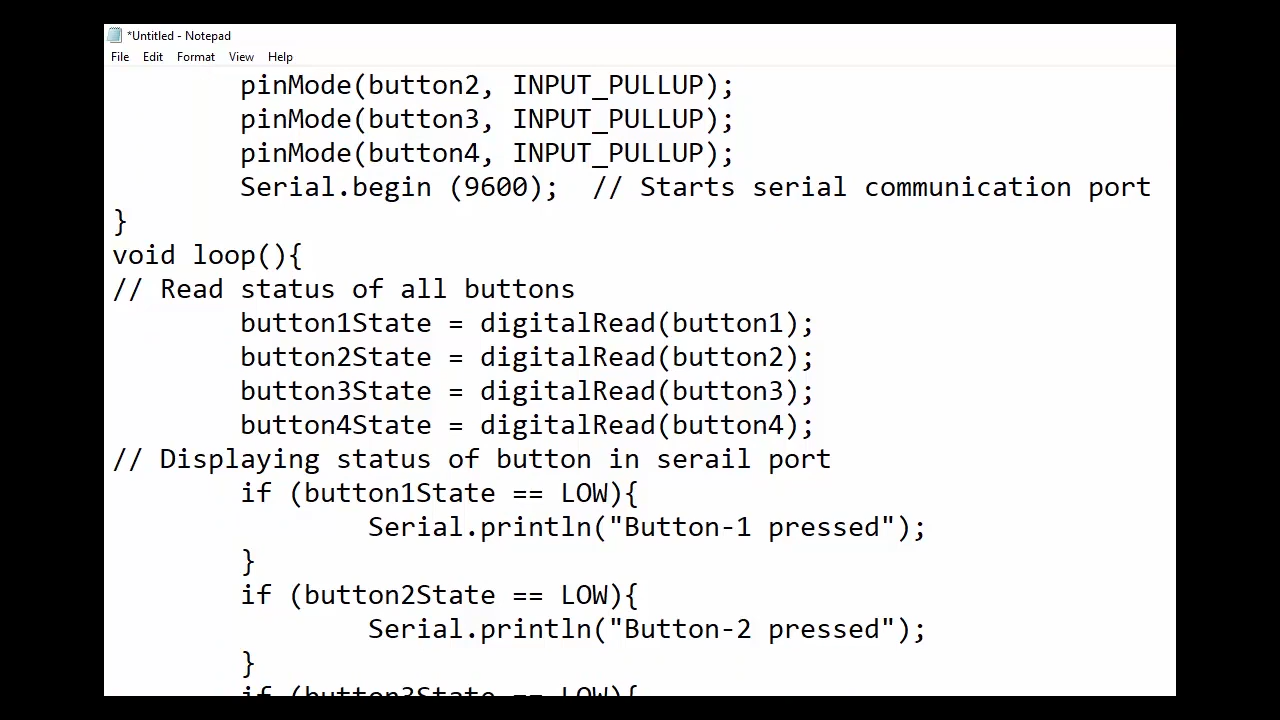 *Untitled - Notepad
File Edit Format View Help
pinMode(button2, INPUT_PULLUP);
pinMode(button3, INPUT_PULLUP);
pinMode(button4, INPUT_PULLUP);
Serial.begin (9600);  // Starts serial communication port
}
void loop(){
// Read status of all buttons
button1State = digitalRead(button1);
button2State = digitalRead(button2);
button3State = digitalRead(button3);
button4State = digitalRead(button4);
// Displaying status of button in serail port
if (button1State == LOW){
Serial.println("Button-1 pressed");
}
if (button2State == LOW){
Serial.println("Button-2 pressed");
}
if (button3State == LOW){